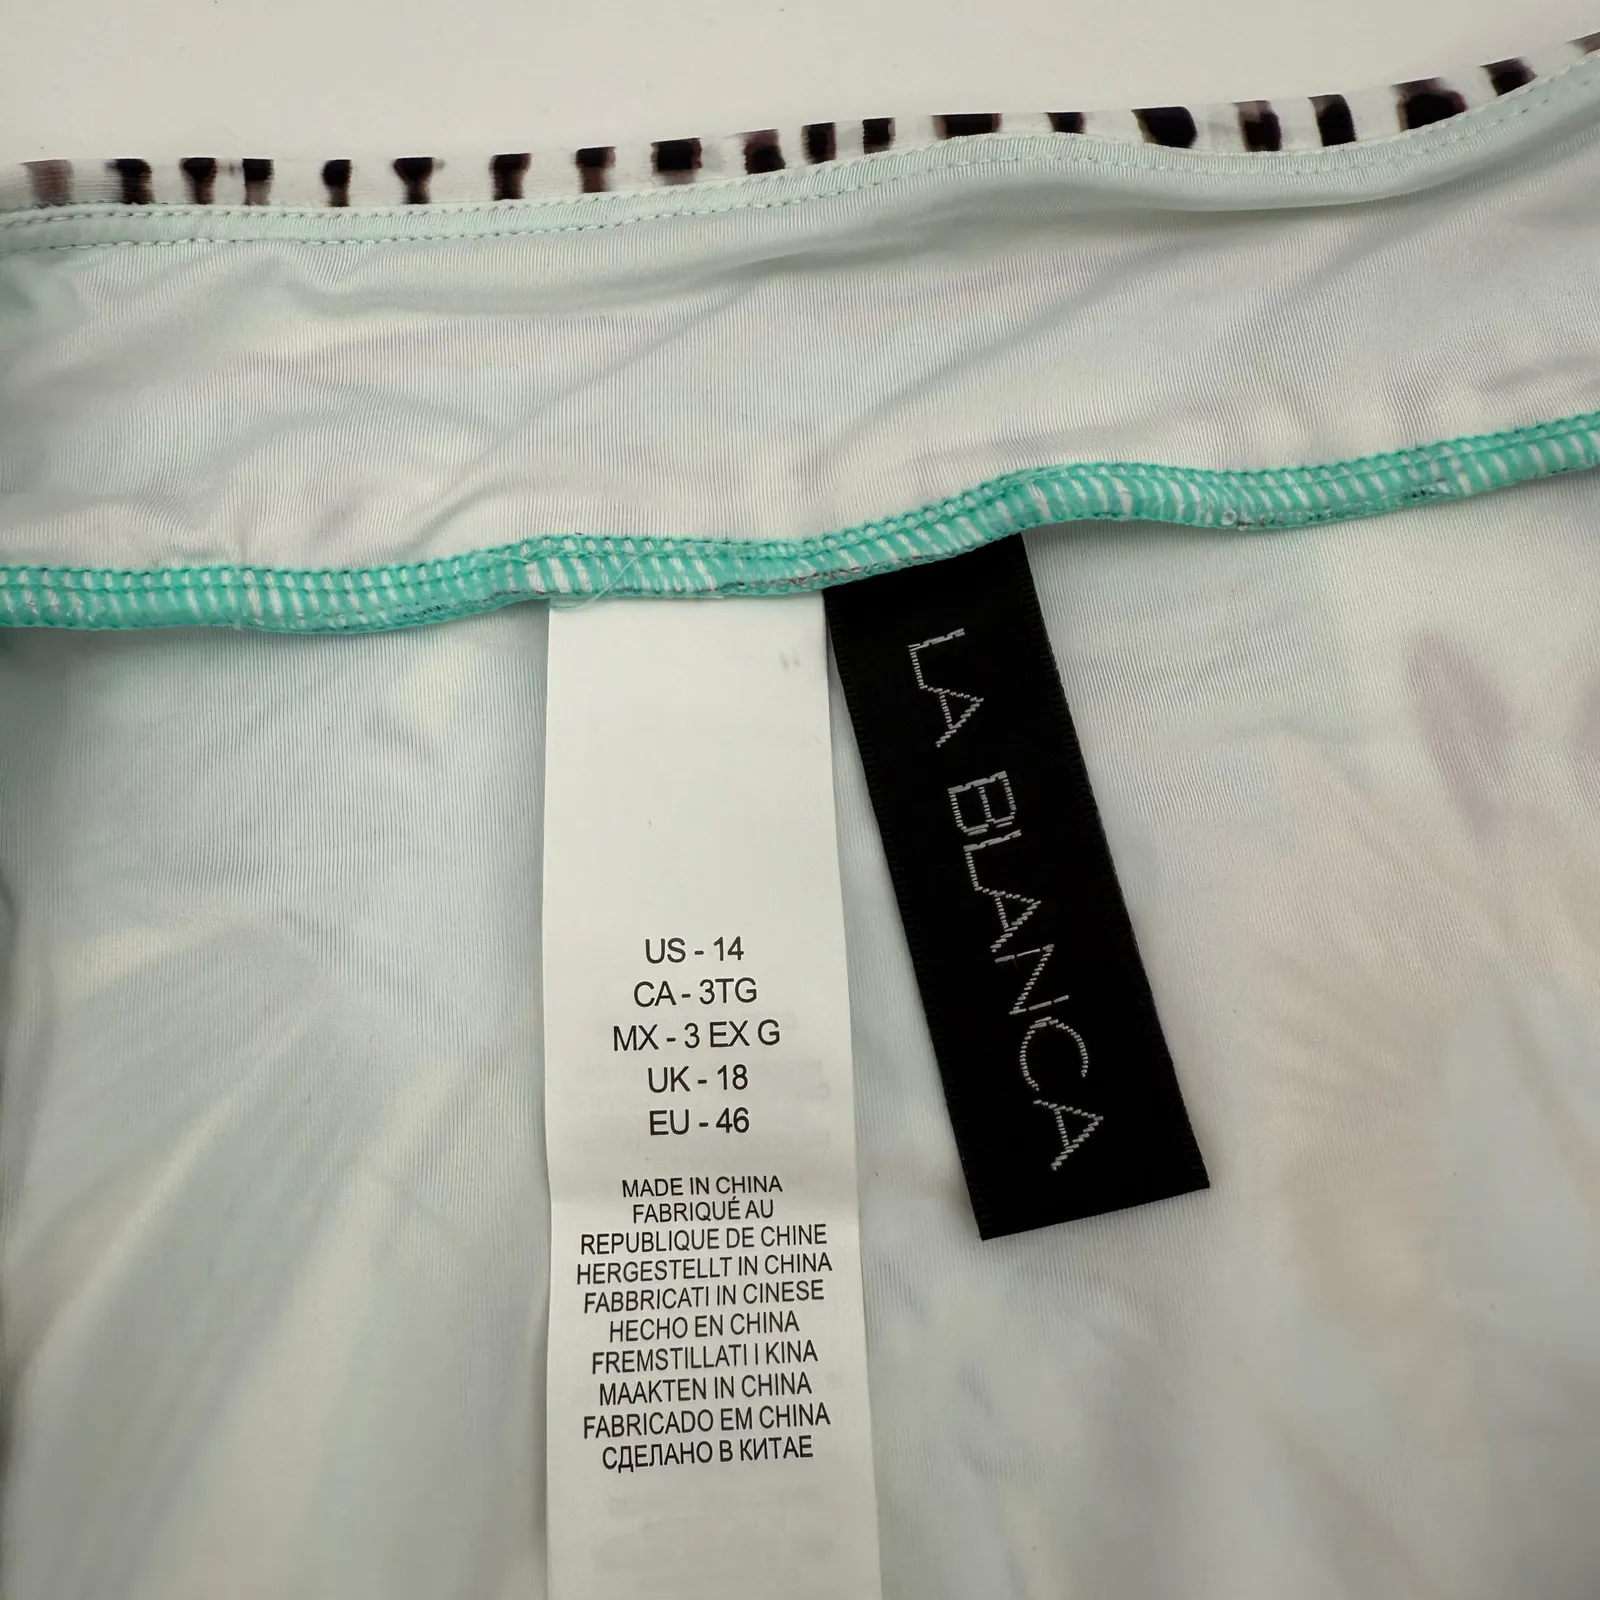 US - 14
CA - 3TG
MX - 3 EX G
UK - 18
EU - 46
MADE IN CHINA
FABRIQUÉ AU
REPUBLIQUE DE CHINE
HERGESTELLT IN CHINA
FABBRICATI IN CINESE
HECHO EN CHINA
FREMSTILLATI I KINA
MAAKTEN IN CHINA
FABRICADO EM CHINA
СДЕЛАНО В КИТАЕ
LA BLANCA